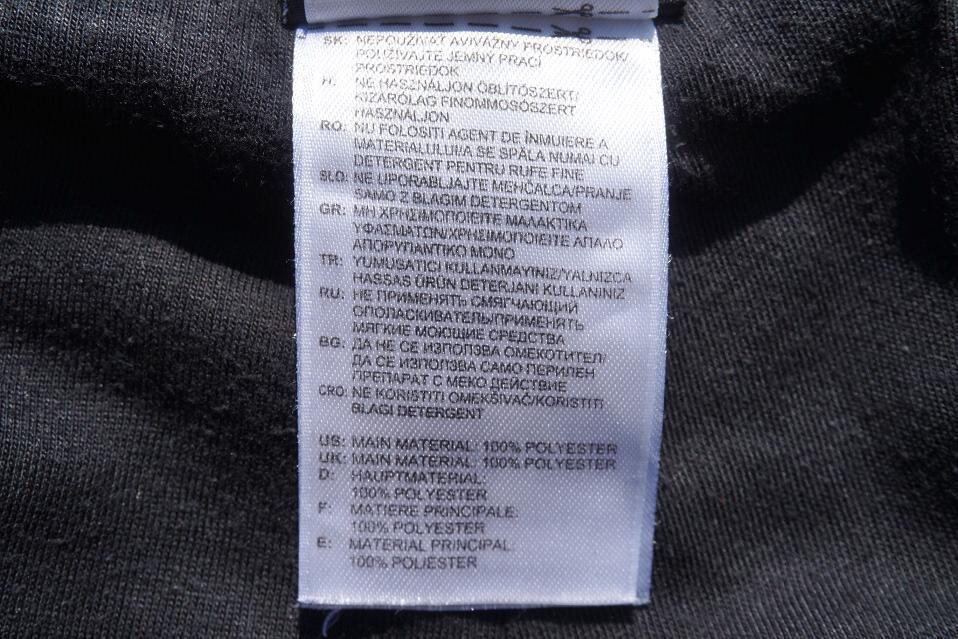 SK: NEPOUŽÍVAT AVIVÁŽNY PROSTRIEDOK/
POUŽÍVAJTE JEMNÝ PRACÍ
PROSTRIEDOK
H: NE HASZNÁLJON ÖBLÍTŐSZERT/
KIZÁRÓLAG FINOMMOSÓSZERT
HASZNÁLJON
RO: NU FOLOSITI AGENT DE ÎNMUIERE A
MATERIALULUI/A SE SPĂLA NUMAI CU
DETERGENT PENTRU RUFE FINE
SLO: NE UPORABLJAJTE MEHČALCA/PRANJE
SAMO Z BLAGIM DETERGENTOM
GR: ΜΗ ΧΡΗΣΙΜΟΠΟΙΕΙΤΕ ΜΑΛΑΚΤΙΚΑ
ΥΦΑΣΜΑΤΩΝ/ΧΡΗΣΙΜΟΠΟΙΕΙΤΕ ΑΠΑΛΟ
ΑΠΟΡΥΠΑΝΤΙΚΟ ΜΟΝΟ
TR: YUMUSATICI KULLANMAYINIZ/YALNIZCA
HASSAS ÜRÜN DETERJANI KULLANINIZ
RU: НЕ ПРИМЕНЯТЬ СМЯГЧАЮЩИЙ
ОПОЛАСКИВАТЕЛЬ/ПРИМЕНЯТЬ
МЯГКИЕ МОЮЩИЕ СРЕДСТВА
BG: ДА НЕ СЕ ИЗПОЛЗВА ОМЕКОТИТЕЛ/
ДА СЕ ИЗПОЛЗВА САМО ПЕРИЛЕН
ПРЕПАРАТ С МЕКО ДЕЙСТВИЕ
CRO: NE KORISTITI OMEKŠIVAČ/KORISTITI
BLAGI DETERGENT
US: MAIN MATERIAL: 100% POLYESTER
UK: MAIN MATERIAL: 100% POLYESTER
D: HAUPTMATERIAL:
100% POLYESTER
F: MATIERE PRINCIPALE:
100% POLYESTER
E: MATERIAL PRINCIPAL:
100% POLIESTER